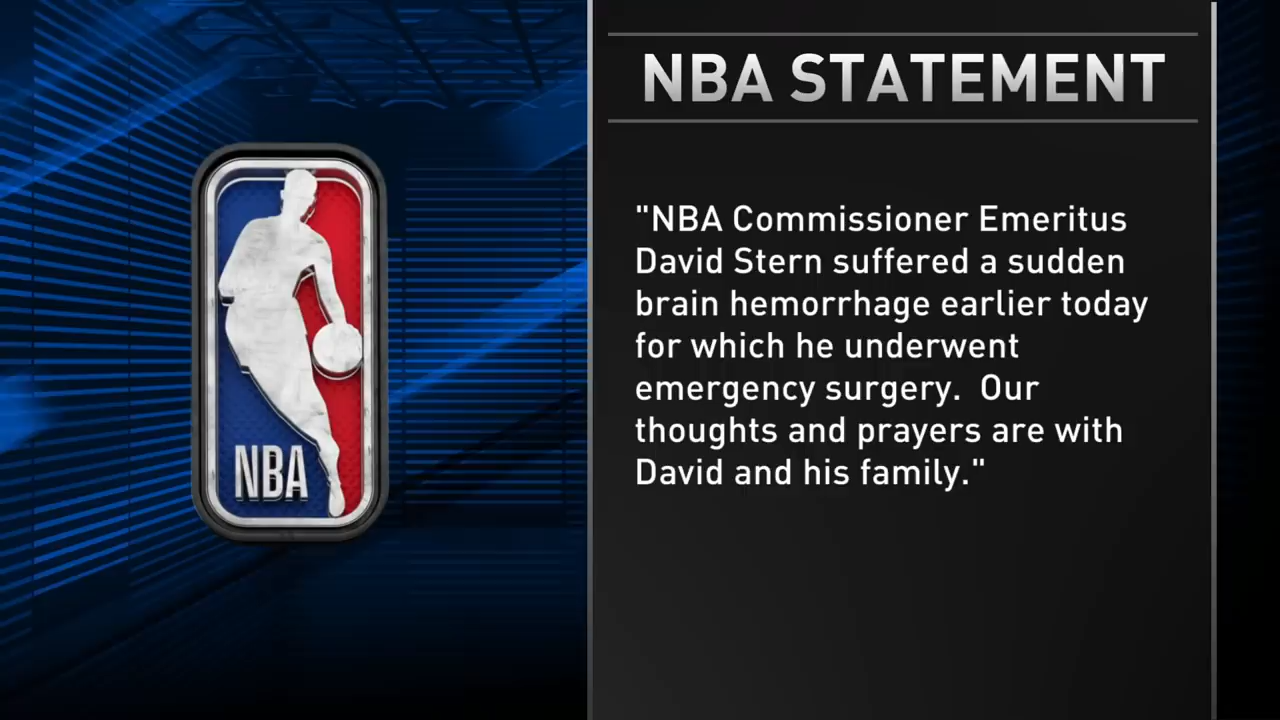 NBA STATEMENT
"NBA Commissioner Emeritus
David Stern suffered a sudden
brain hemorrhage earlier today
for which he underwent
emergency surgery.  Our
thoughts and prayers are with
David and his family."
NBA